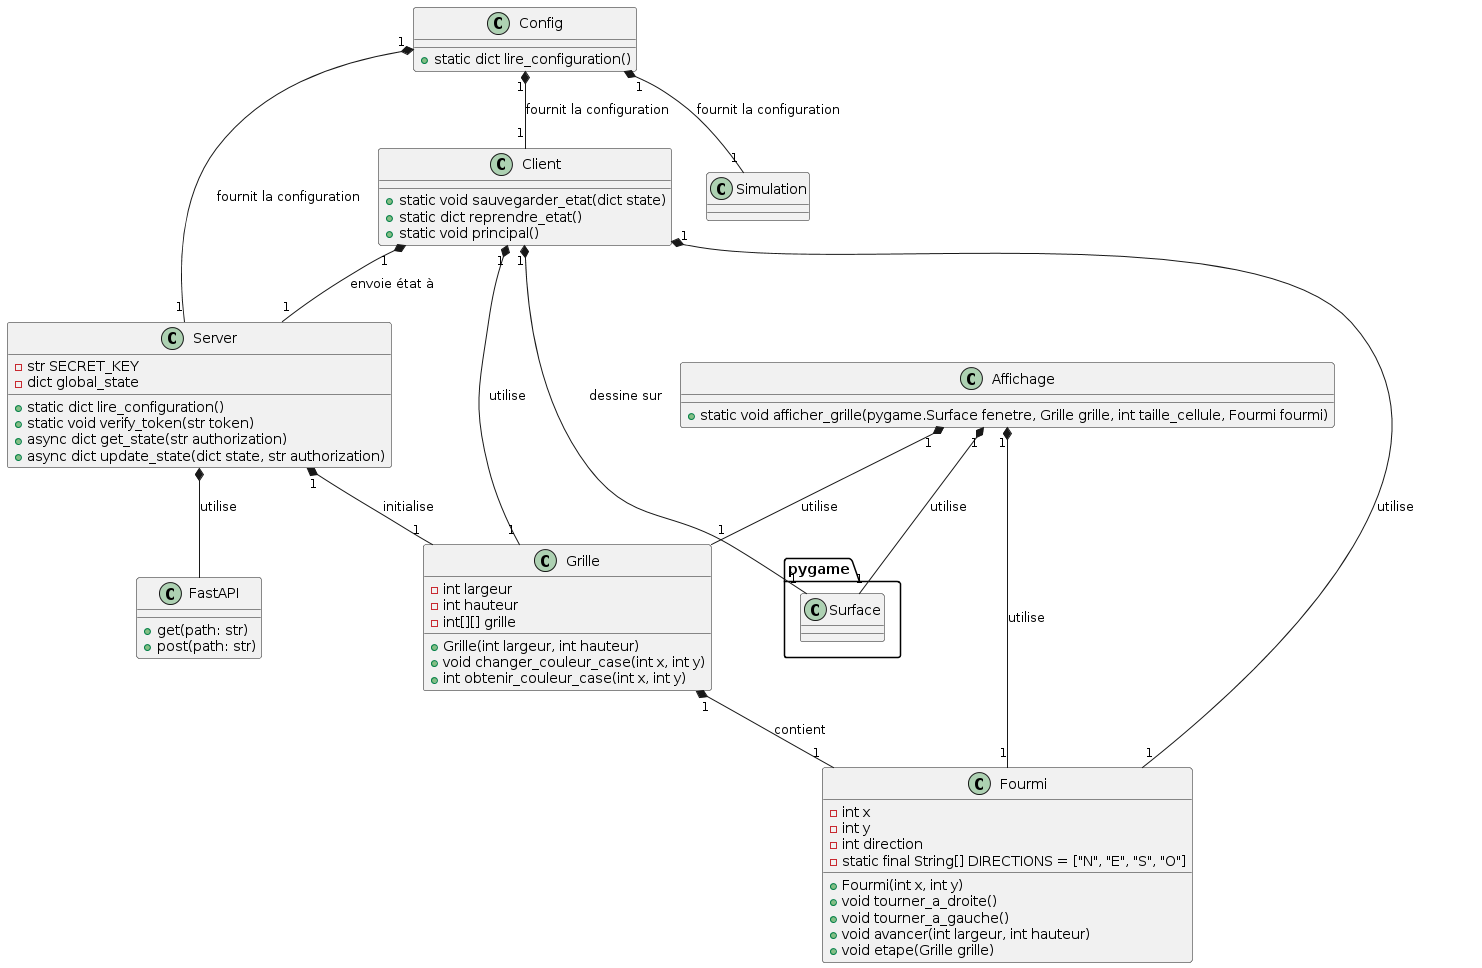 C Config
static dict lire_configuration()
1
1
1
fournit la configuration
fournit la configuration
1
1
C Client
static void sauvegarder_etat(dict state)
static dict reprendre_etat()
static void principal()
C Simulation
fournit la configuration
1
1
1
1
envoie état à
1
1
C Server
str SECRET_KEY
dict global_state
static dict lire_configuration()
static void verify_token(str token)
async dict get_state(str authorization)
async dict update_state(dict state, str authorization)
utilise
dessine sur
C Affichage
static void afficher_grille(pygame.Surface fenetre, Grille grille, int taille_cellule, Fourmi fourmi)
1
1
1
1
utilise
initialise
utilise
utilise
utilise
1
1
1
C Grille
int largeur
int hauteur
int[][] grille
Grille(int largeur, int hauteur)
void changer_couleur_case(int x, int y)
int obtenir_couleur_case(int x, int y)
pygame
1
1
C Surface
C FastAPI
get(path: str)
post(path: str)
utilise
1
contient
1
1
1
C Fourmi
int x
int y
int direction
static final String[] DIRECTIONS = ["N", "E", "S", "O"]
Fourmi(int x, int y)
void tourner_a_droite()
void tourner_a_gauche()
void avancer(int largeur, int hauteur)
void etape(Grille grille)